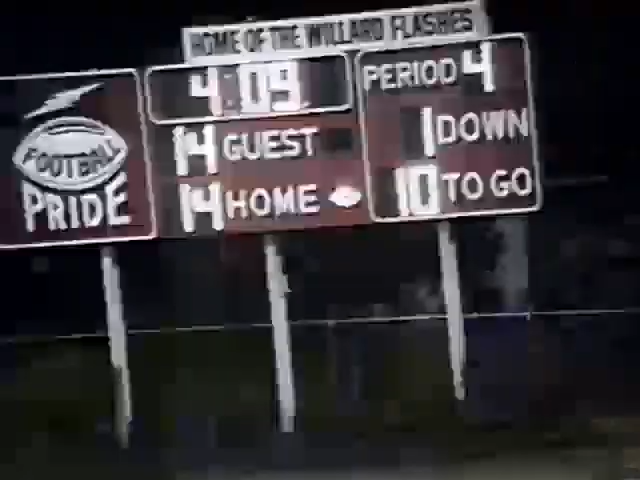 HOME OF THE WILLARD FLASHES
FOOTBALL
PRIDE
4:09
14 GUEST
14 HOME
PERIOD 4
1 DOWN
10 TO GO